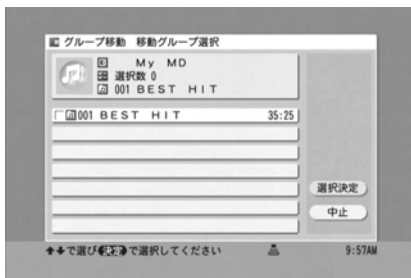 グループ移動 移動グループ選択
My MD
選択数 0
001 BEST HIT
001 BEST HIT 35:25
選択決定
中止
で選び 決定 で選択してください
9:57AM